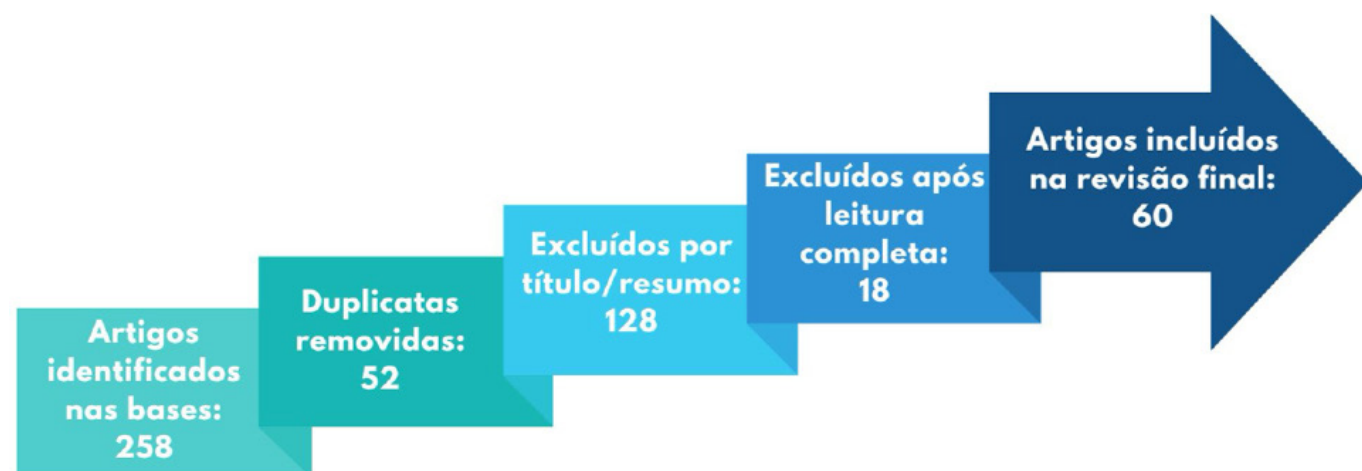 Artigos
identificados
nas bases:
258
Duplicatas
removidas:
52
Excluídos por
título/resumo:
128
Excluídos após
leitura
completa:
18
Artigos incluídos
na revisão final:
60